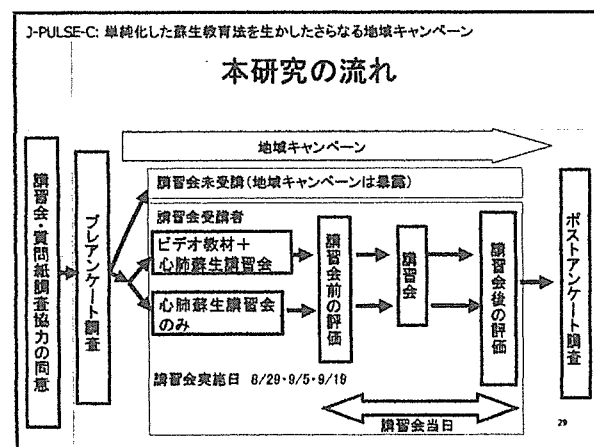 J-PULSE-C: 単純化した蘇生教育法を生かしたさらなる地域キャンペーン
本研究の流れ
地域キャンペーン
講習会・質問紙調査協力の同意
プレアンケート調査
講習会未受講(地域キャンペーンは暴露)
講習会受講者
ビデオ教材+
心肺蘇生講習会
心肺蘇生講習会
のみ
講習会前の評価
講習会
講習会後の評価
ポストアンケート調査
講習会実施日 8/29・9/5・9/19
講習会当日
29